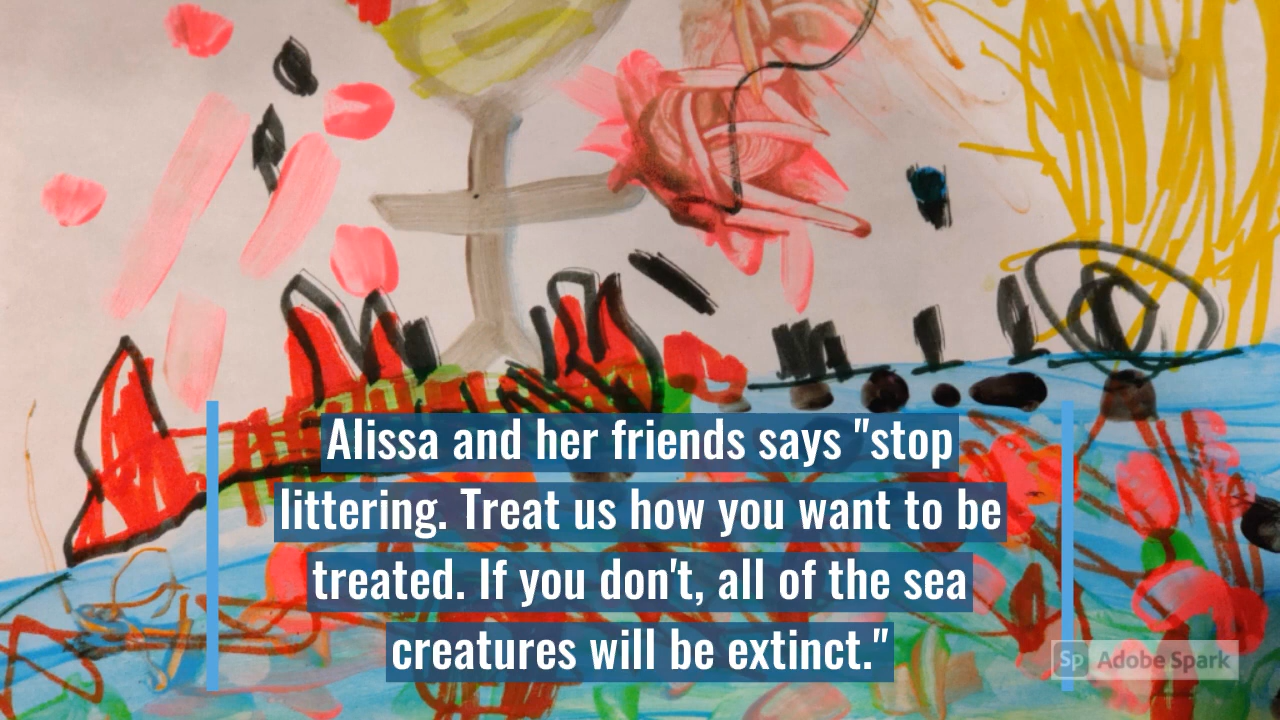 Alissa and her friends says "stop
littering. Treat us how you want to be
treated. If you don't, all of the sea
creatures will be extinct."
Sp Adobe Spark